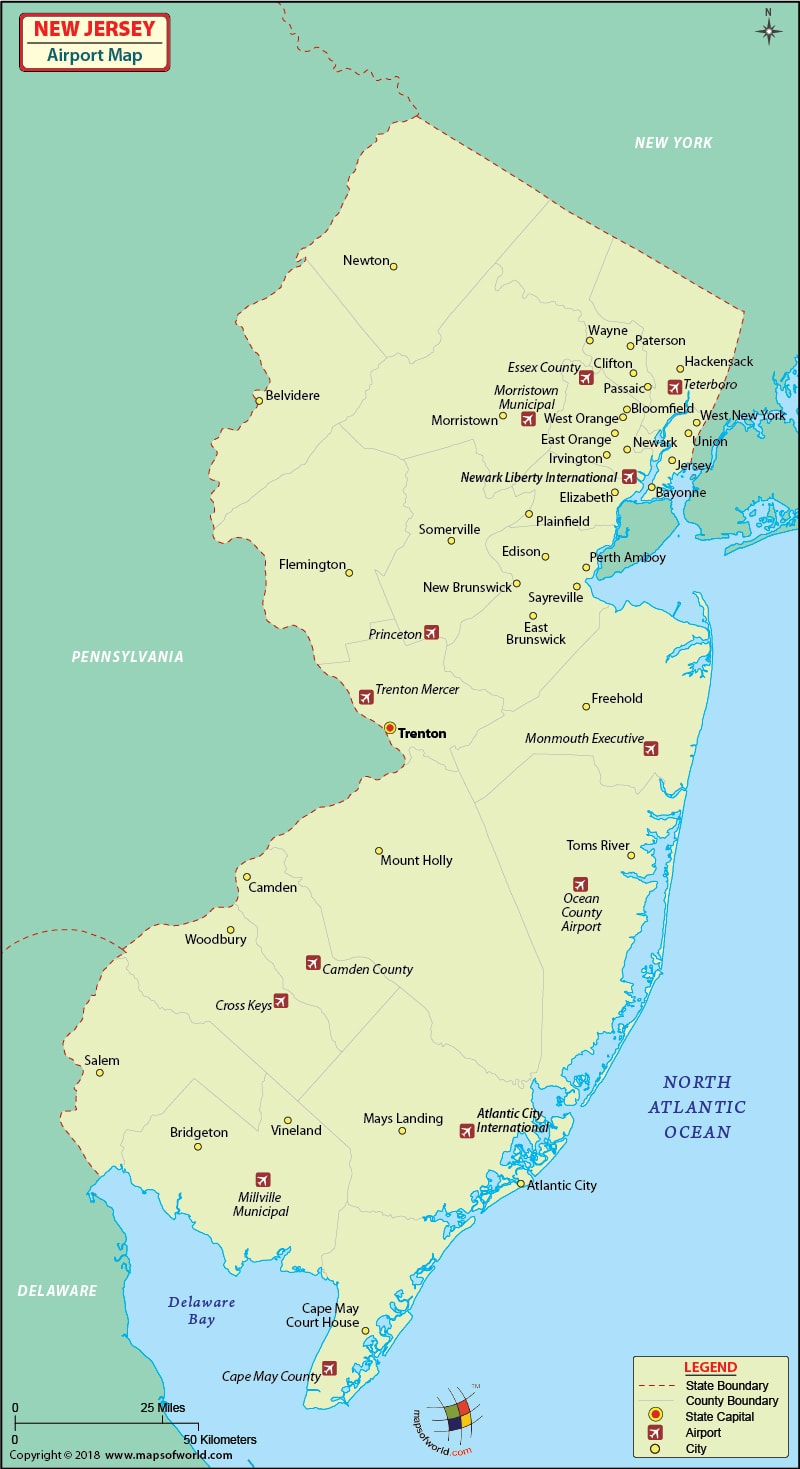 NEW JERSEY
Airport Map
N
NEW YORK
Newton
Wayne
Paterson
Essex County
Clifton
Hackensack
Morristown
Municipal
Passaic
Teterboro
Belvidere
Bloomfield
Morristown
West Orange
West New York
East Orange
Newark
Union
Irvington
Jersey
Newark Liberty International
Elizabeth
Bayonne
Plainfield
Somerville
Edison
Perth Amboy
Flemington
New Brunswick
Sayreville
East
Brunswick
Princeton
PENNSYLVANIA
Trenton Mercer
Freehold
Trenton
Monmouth Executive
Toms River
Mount Holly
Camden
Ocean
County
Airport
Woodbury
Camden County
Cross Keys
Salem
NORTH
ATLANTIC
OCEAN
Mays Landing
Atlantic City
International
Bridgeton
Vineland
Atlantic City
Millville
Municipal
DELAWARE
Delaware
Bay
Cape May
Court House
Cape May County
LEGEND
State Boundary
County Boundary
State Capital
Airport
City
TM
mapsofworld.com
0
25 Miles
0
50 Kilometers
Copyright © 2018 www.mapsofworld.com